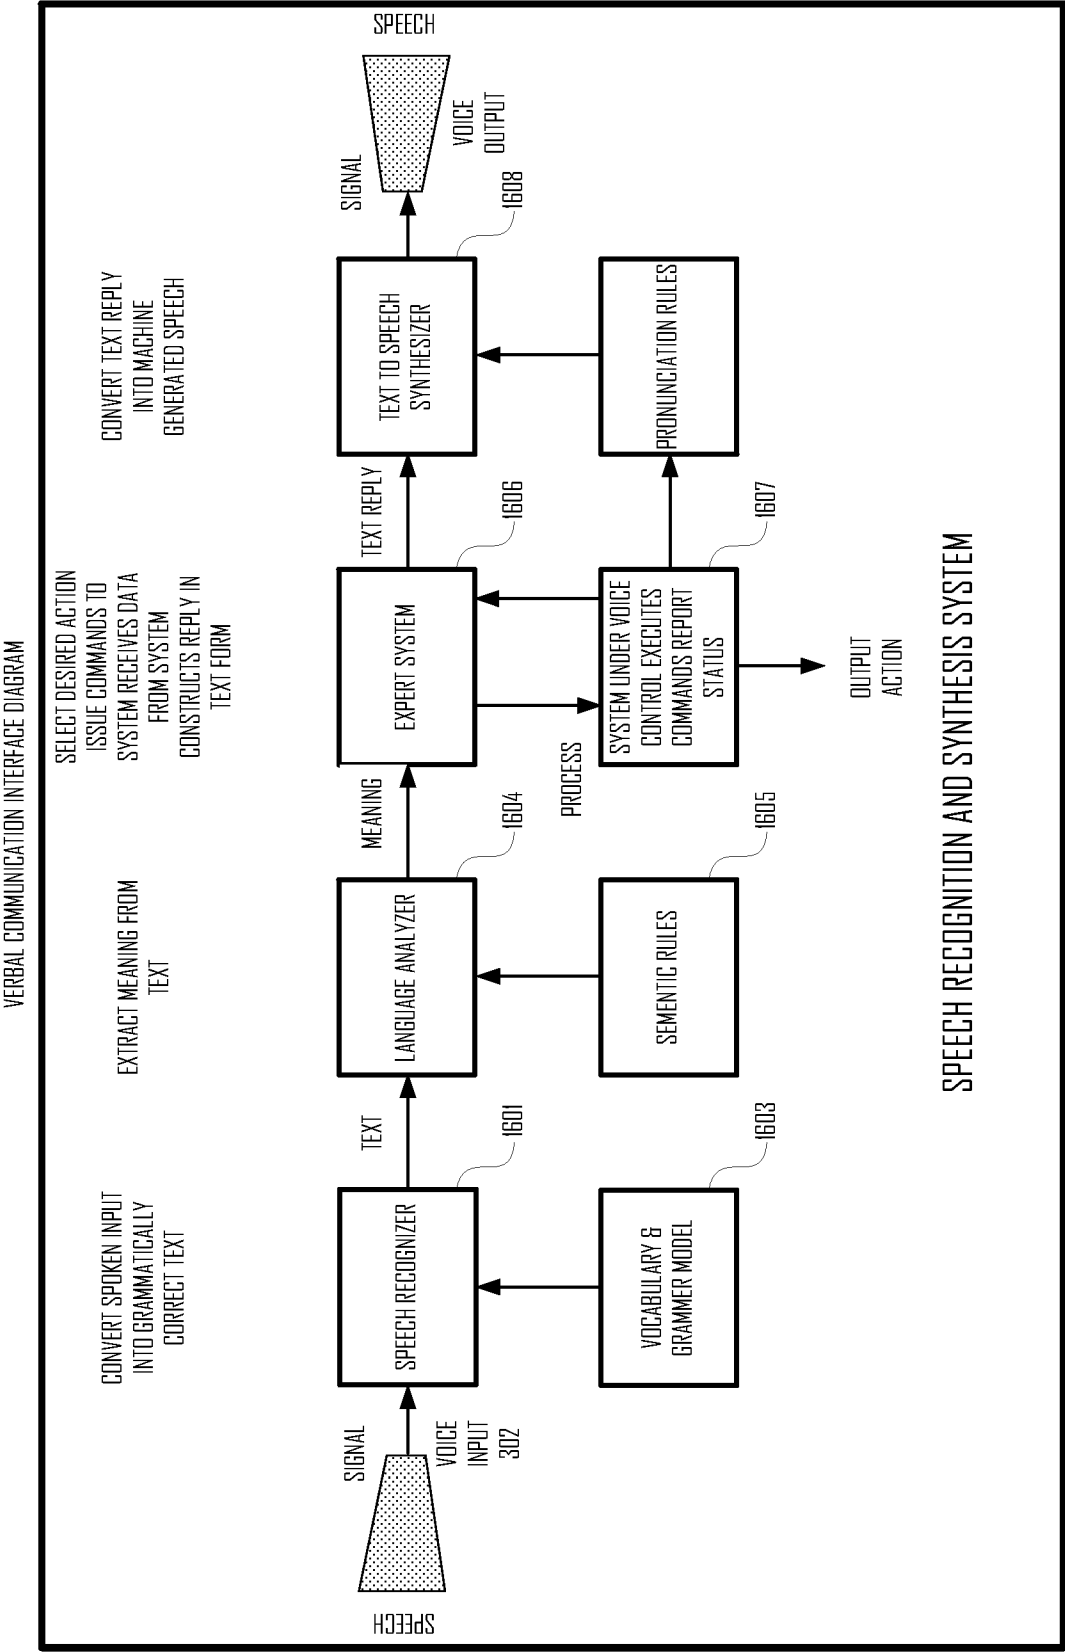 VERBAL COMMUNICATION INTERFACE DIAGRAM
CONVERT SPOKEN INPUT
INTO GRAMMATICALLY
CORRECT TEXT
EXTRACT MEANING FROM
TEXT
SELECT DESIRED ACTION
ISSUE COMMANDS TO
SYSTEM RECEIVES DATA
FROM SYSTEM
CONSTRUCTS REPLY IN
TEXT FORM
CONVERT TEXT REPLY
INTO MACHINE
GENERATED SPEECH
SPEECH
SIGNAL
VOICE
INPUT
302
SPEECH RECOGNIZER
1601
TEXT
LANGUAGE ANALYZER
1604
MEANING
EXPERT SYSTEM
1606
TEXT REPLY
TEXT TO SPEECH
SYNTHESIZER
1608
SIGNAL
VOICE
OUTPUT
SPEECH
VOCABULARY &
GRAMMER MODEL
1603
SEMENTIC RULES
1605
PROCESS
SYSTEM UNDER VOICE
CONTROL EXECUTES
COMMANDS REPORT
STATUS
1607
PRONUNCIATION RULES
OUTPUT
ACTION
SPEECH RECOGNITION AND SYNTHESIS SYSTEM